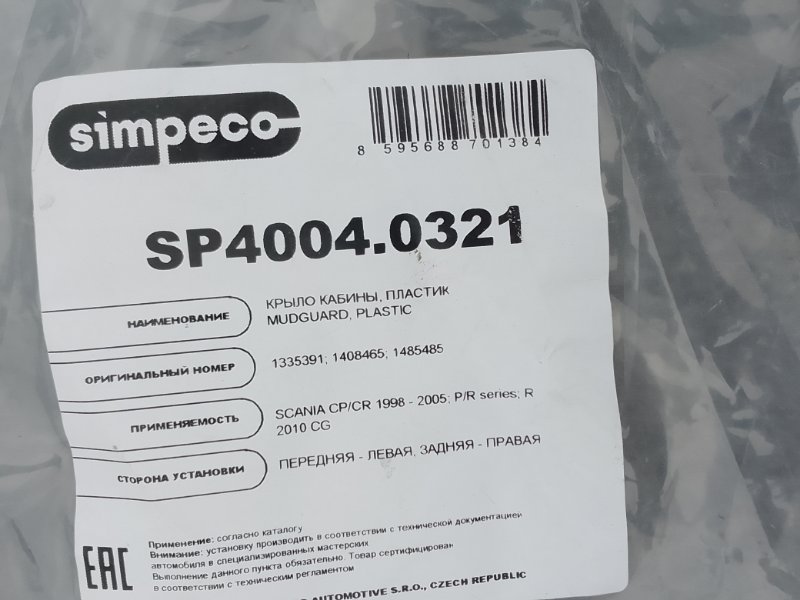 simpeco
8 595688 701384
SP4004.0321
НАИМЕНОВАНИЕ
КРЫЛО КАБИНЫ, ПЛАСТИК
MUDGUARD, PLASTIC
ОРИГИНАЛЬНЫЙ НОМЕР
1335391; 1408465; 1485485
ПРИМЕНЯЕМОСТЬ
SCANIA CP/CR 1998 - 2005; P/R series; R
2010 CG
СТОРОНА УСТАНОВКИ
ПЕРЕДНЯЯ - ЛЕВАЯ, ЗАДНЯЯ - ПРАВАЯ
EAC
Применение: согласно каталогу
Внимание: установку производить в соответствии с технической документацией
автомобиля в специализированных мастерских
Выполнение данного пункта обязательно. Товар сертифицирован
в соответствии с техническим регламентом
AUTOMOTIVE S.R.O., CZECH REPUBLIC